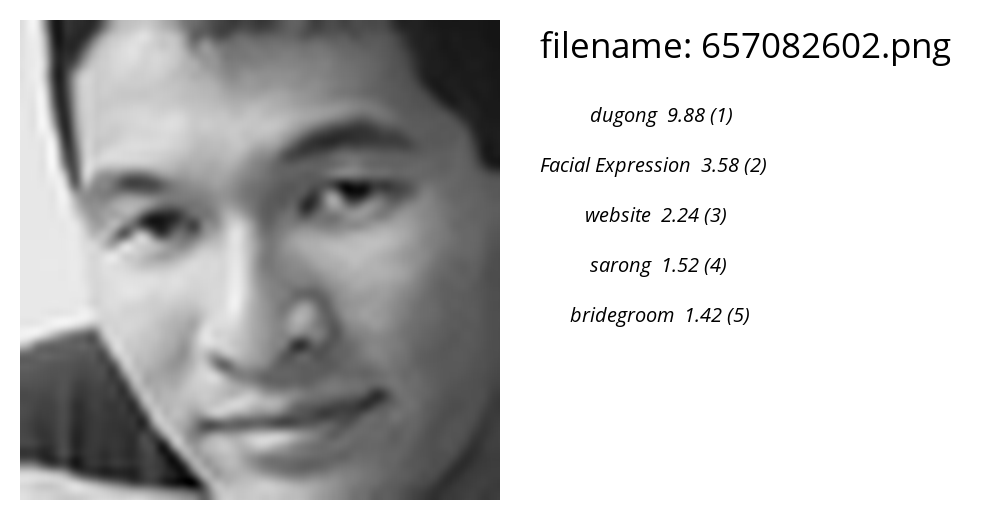 filename: 657082602.png
dugong 9.88 (1)
Facial Expression 3.58 (2)
website 2.24 (3)
sarong 1.52 (4)
bridegroom 1.42 (5)